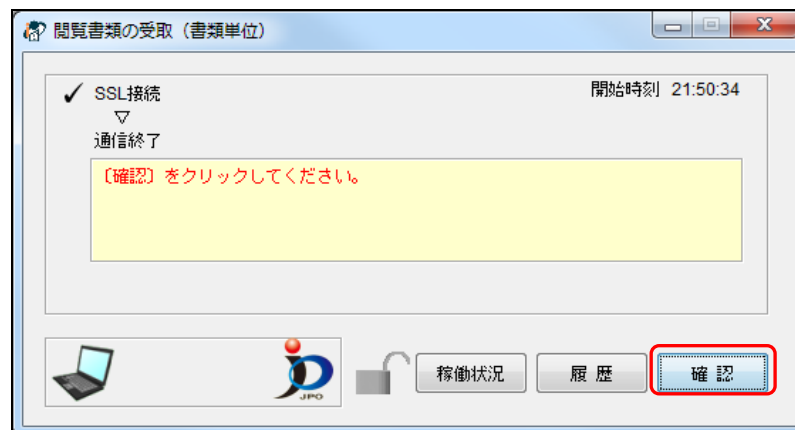 閲覧書類の受取（書類単位）
SSL接続
開始時刻 21:50:34
▽
通信終了
〔確認〕をクリックしてください。
JPO
稼働状況
履 歴
確 認